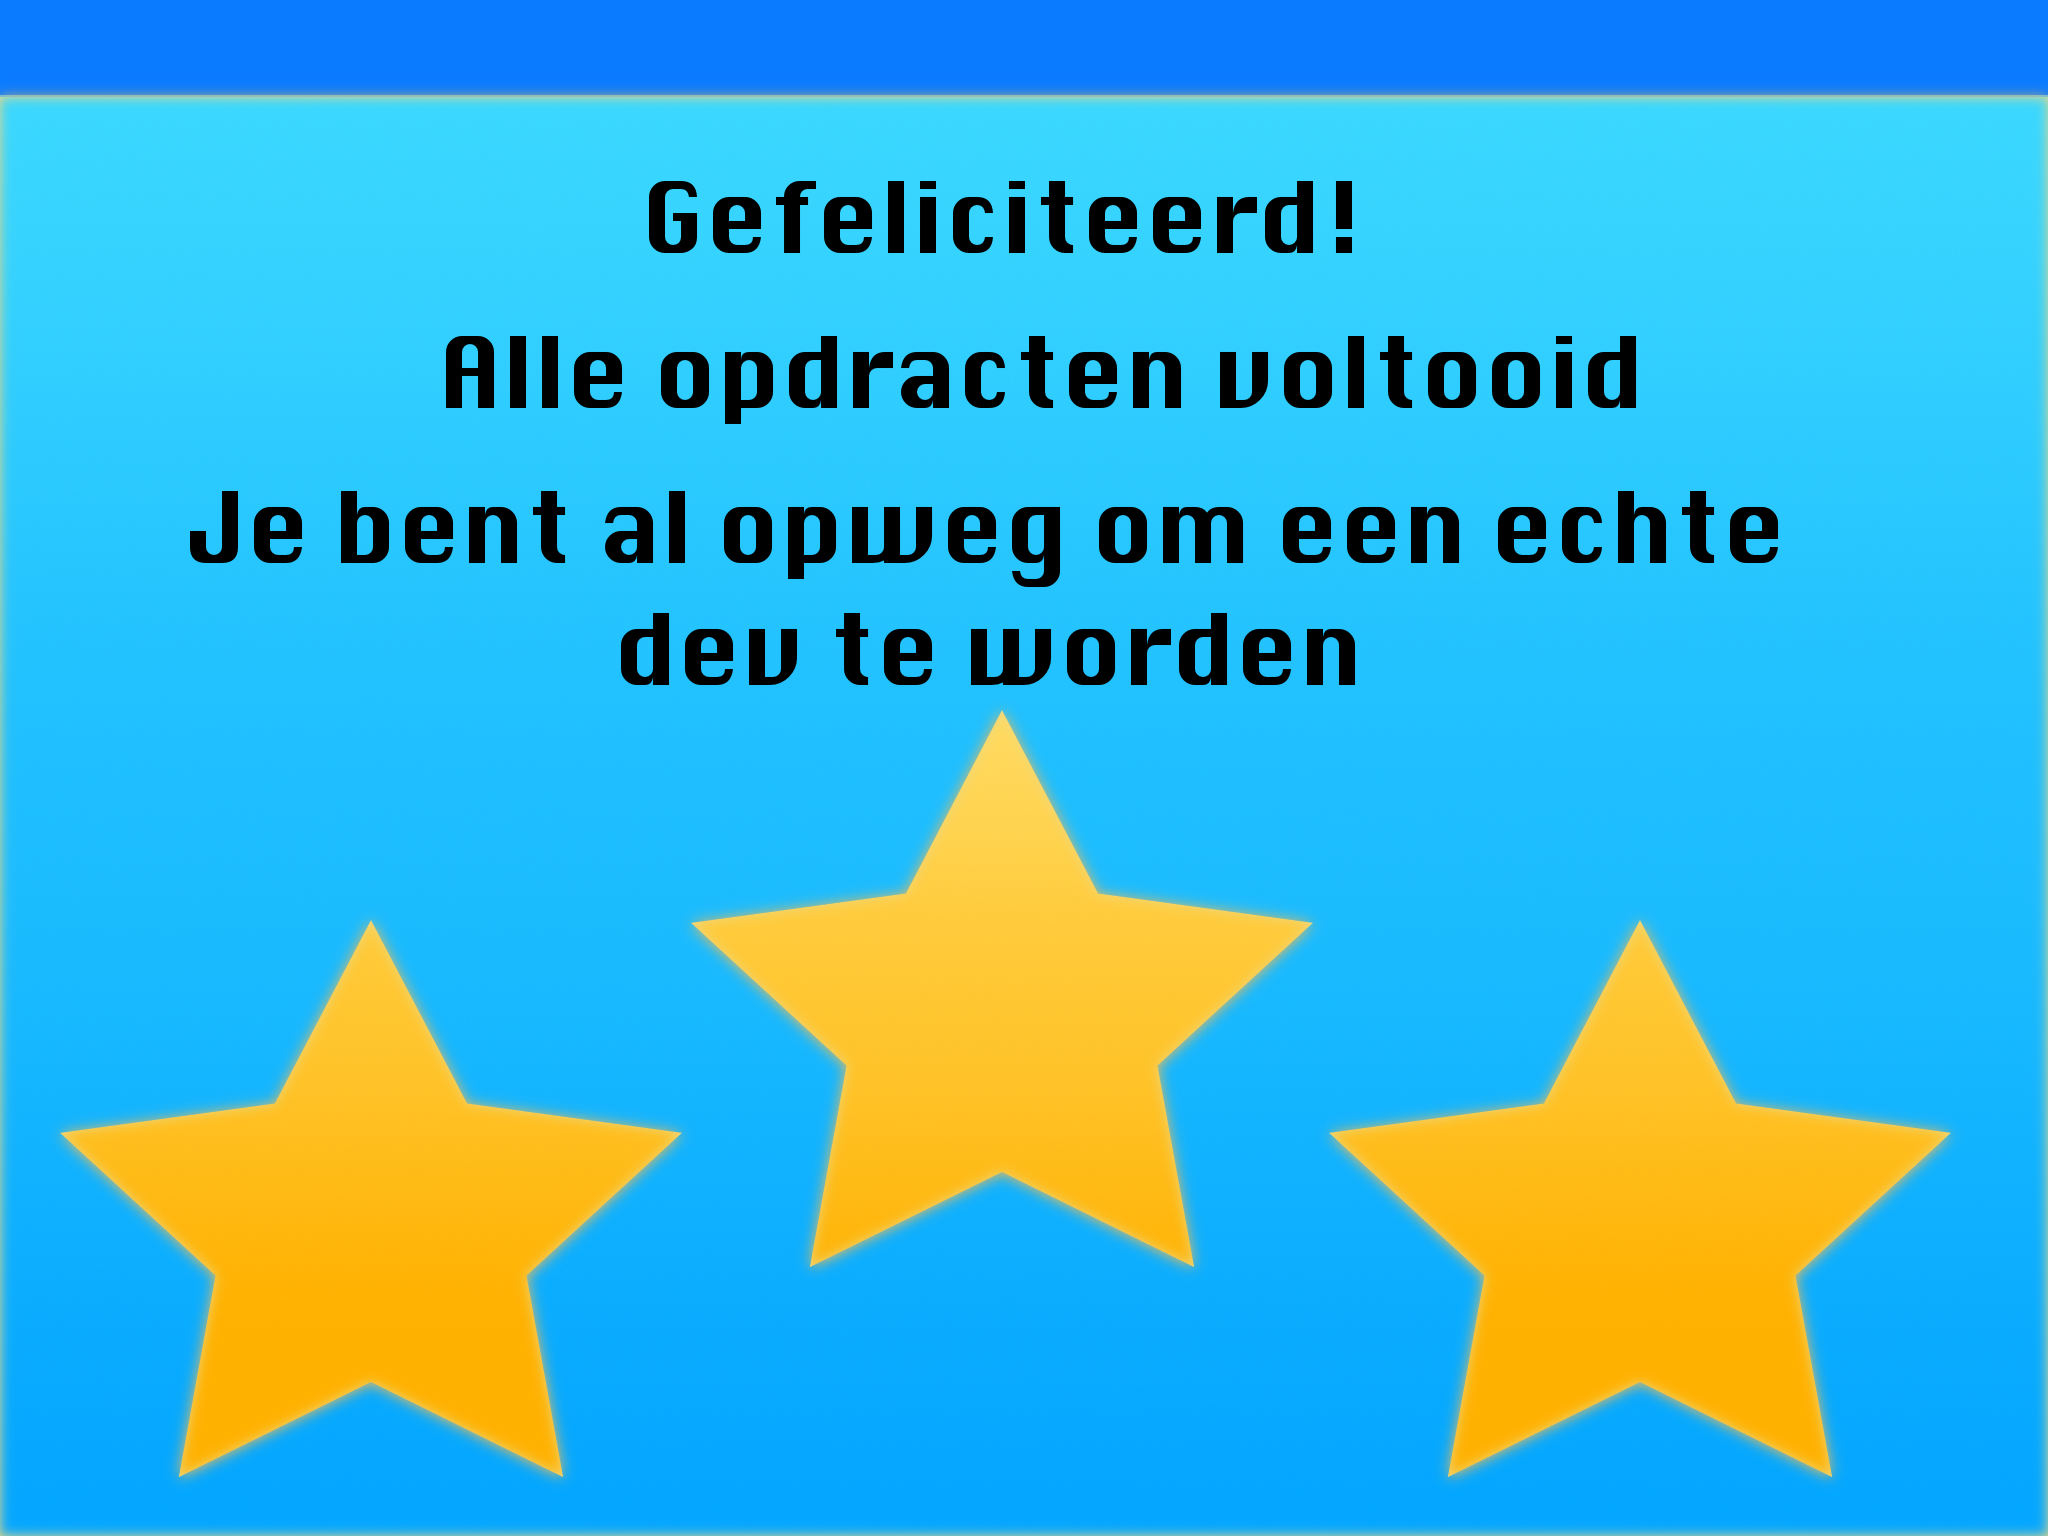 Gefeliciteerd!
Alle opdracten voltooid
Je bent al opweg om een echte
dev te worden